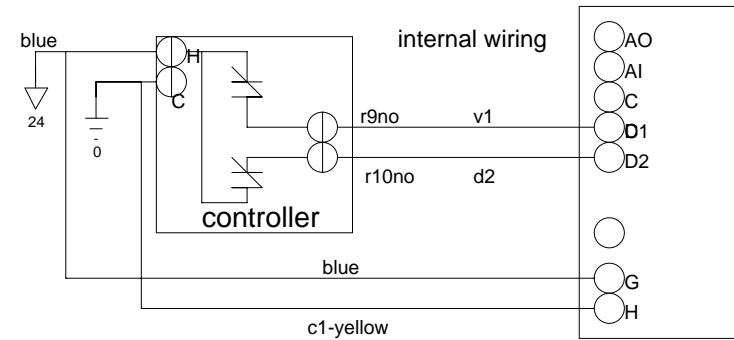 blue
H
C
24
-
0
controller
internal wiring
r9no
v1
r10no
d2
blue
c1-yellow
AO
AI
C
D1
D2
G
H